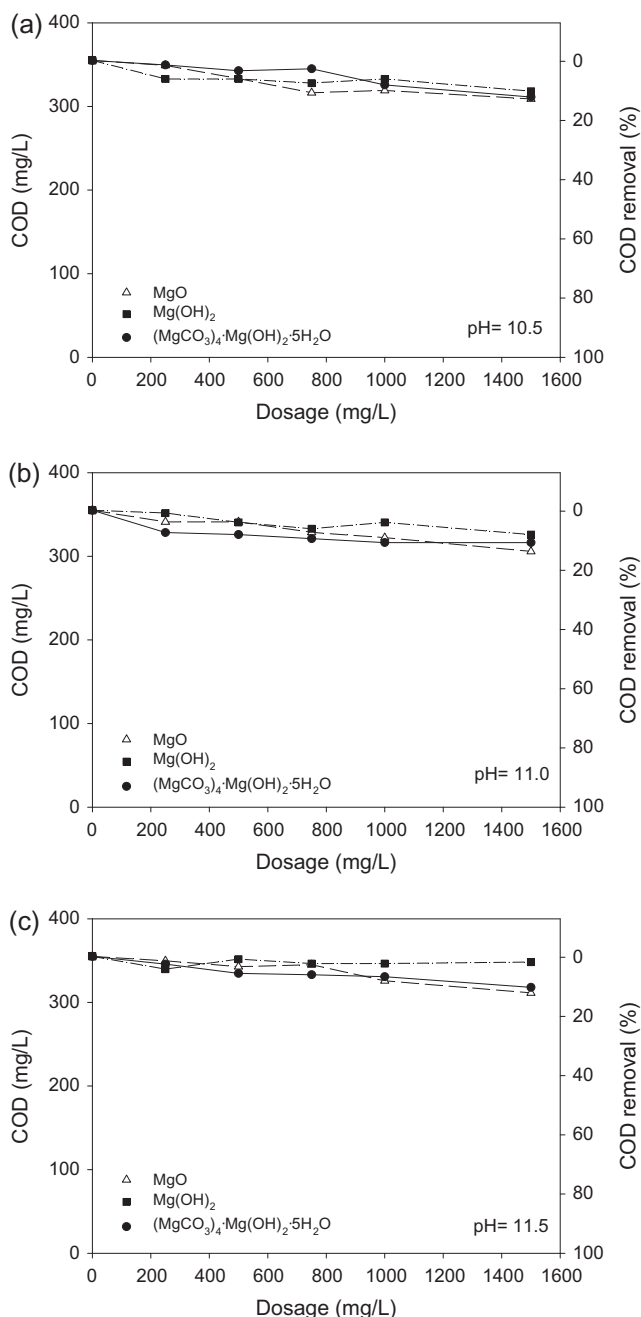 (a)
400
300
200
100
0
COD (mg/L)
0
20
40
60
80
100
COD removal (%)
MgO
Mg(OH)₂
(MgCO₃)₄·Mg(OH)₂·5H₂O
pH= 10.5
0 200 400 600 800 1000 1200 1400 1600
Dosage (mg/L)
(b)
400
300
200
100
0
COD (mg/L)
0
20
40
60
80
100
COD removal (%)
MgO
Mg(OH)₂
(MgCO₃)₄·Mg(OH)₂·5H₂O
pH= 11.0
0 200 400 600 800 1000 1200 1400 1600
Dosage (mg/L)
(c)
400
300
200
100
0
COD (mg/L)
0
20
40
60
80
100
COD removal (%)
MgO
Mg(OH)₂
(MgCO₃)₄·Mg(OH)₂·5H₂O
pH= 11.5
0 200 400 600 800 1000 1200 1400 1600
Dosage (mg/L)